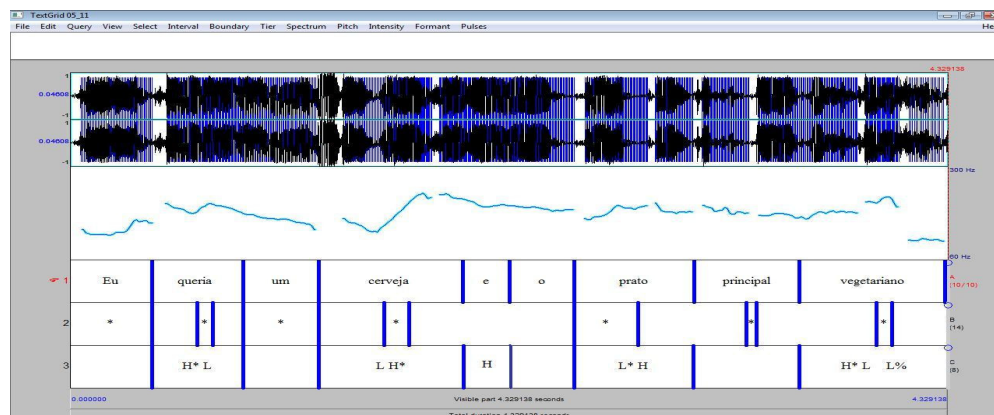 TextGrid 05_11
File Edit Query View Select Interval Boundary Tier Spectrum Pitch Intensity Formant Pulses He
4.329138
1
0.04608
-1
1
0.04608
-1
300 Hz
60 Hz
1 Eu queria um cerveja e o prato principal vegetariano A
(10/10)
2 * * * * * * * B
(14)
3 H* L L H* H L* H H* L L% C
(8)
0.000000 Visible part 4.329138 seconds 4.329138
Total duration 4.329138 seconds